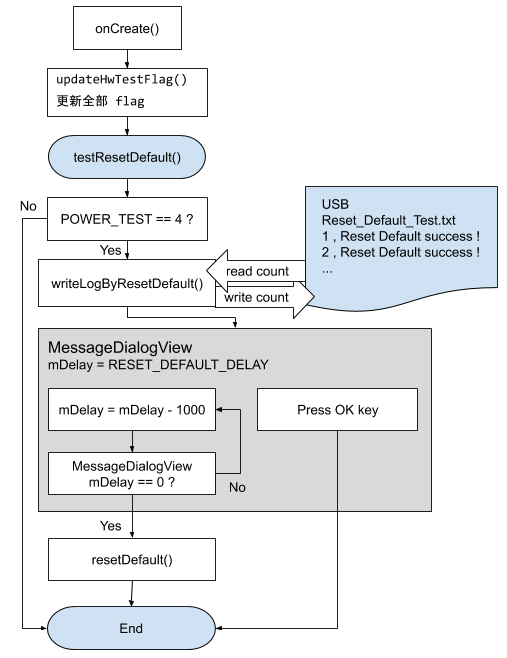 onCreate()
updateHwTestFlag()
更新全部 flag
testResetDefault()
No
POWER_TEST == 4 ?
Yes
USB
Reset_Default_Test.txt
1 , Reset Default success !
2 , Reset Default success !
...
writeLogByResetDefault()
read count
write count
MessageDialogView
mDelay = RESET_DEFAULT_DELAY
mDelay = mDelay - 1000
Press OK key
MessageDialogView
mDelay == 0 ?
No
Yes
resetDefault()
End